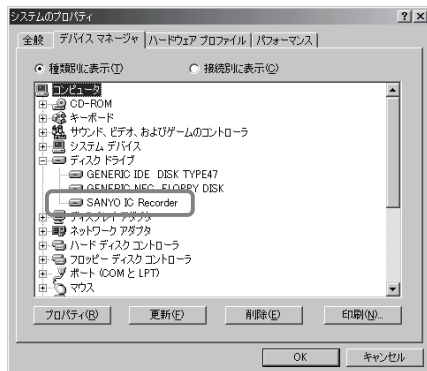 システムのプロパティ
全般 デバイス マネージャ ハードウェア プロファイル パフォーマンス
種類別に表示(T) 接続別に表示(C)
コンピュータ
CD-ROM
キーボード
サウンド、ビデオ、およびゲームのコントローラ
システム デバイス
ディスク ドライブ
GENERIC IDE DISK TYPE47
GENERIC NEC FLOPPY DISK
SANYO IC Recorder
ディスプレイ アダプタ
ネットワーク アダプタ
ハード ディスク コントローラ
フロッピー ディスク コントローラ
ポート (COM と LPT)
マウス
プロパティ(R) 更新(F) 削除(E) 印刷(N)...
OK キャンセル